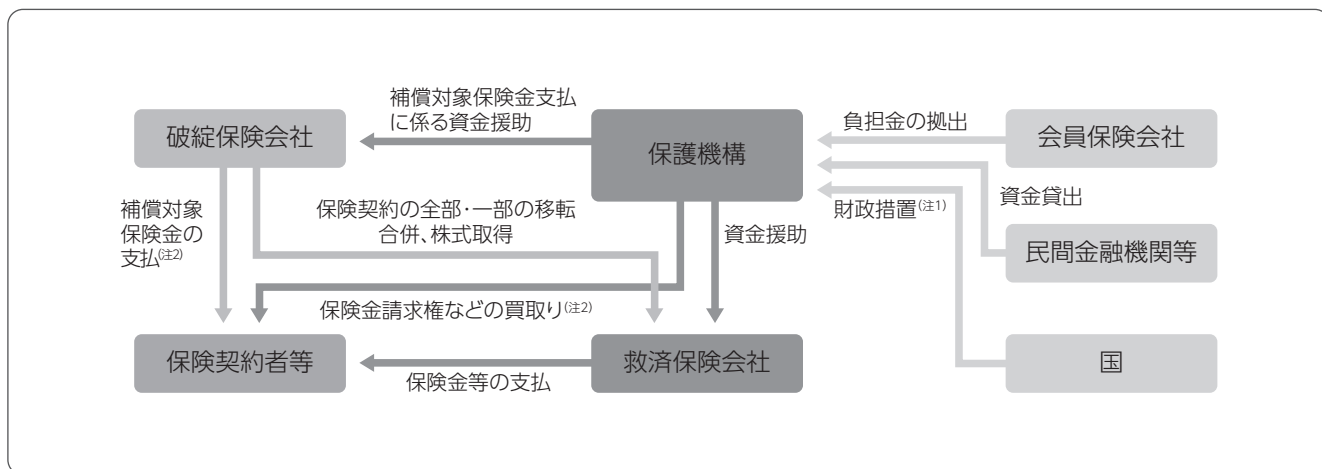 補償対象保険金支払
に係る資金援助
破綻保険会社
保護機構
負担金の拠出
会員保険会社
補償対象
保険金の
支払(注2)
保険契約の全部・一部の移転
合併、株式取得
資金援助
財政措置(注1)
資金貸出
民間金融機関等
保険金請求権などの買取り(注2)
保険契約者等
保険金等の支払
救済保険会社
国